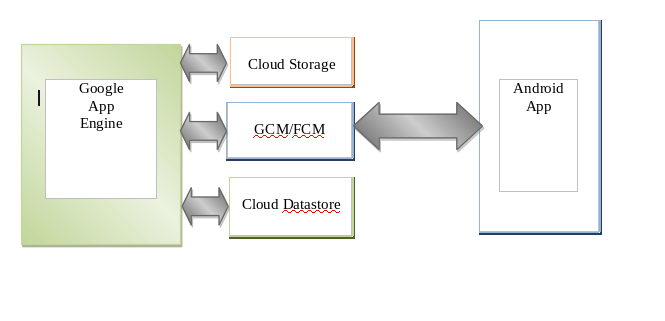 Google
App
Engine
Cloud Storage
GCM/FCM
Cloud Datastore
Android
App